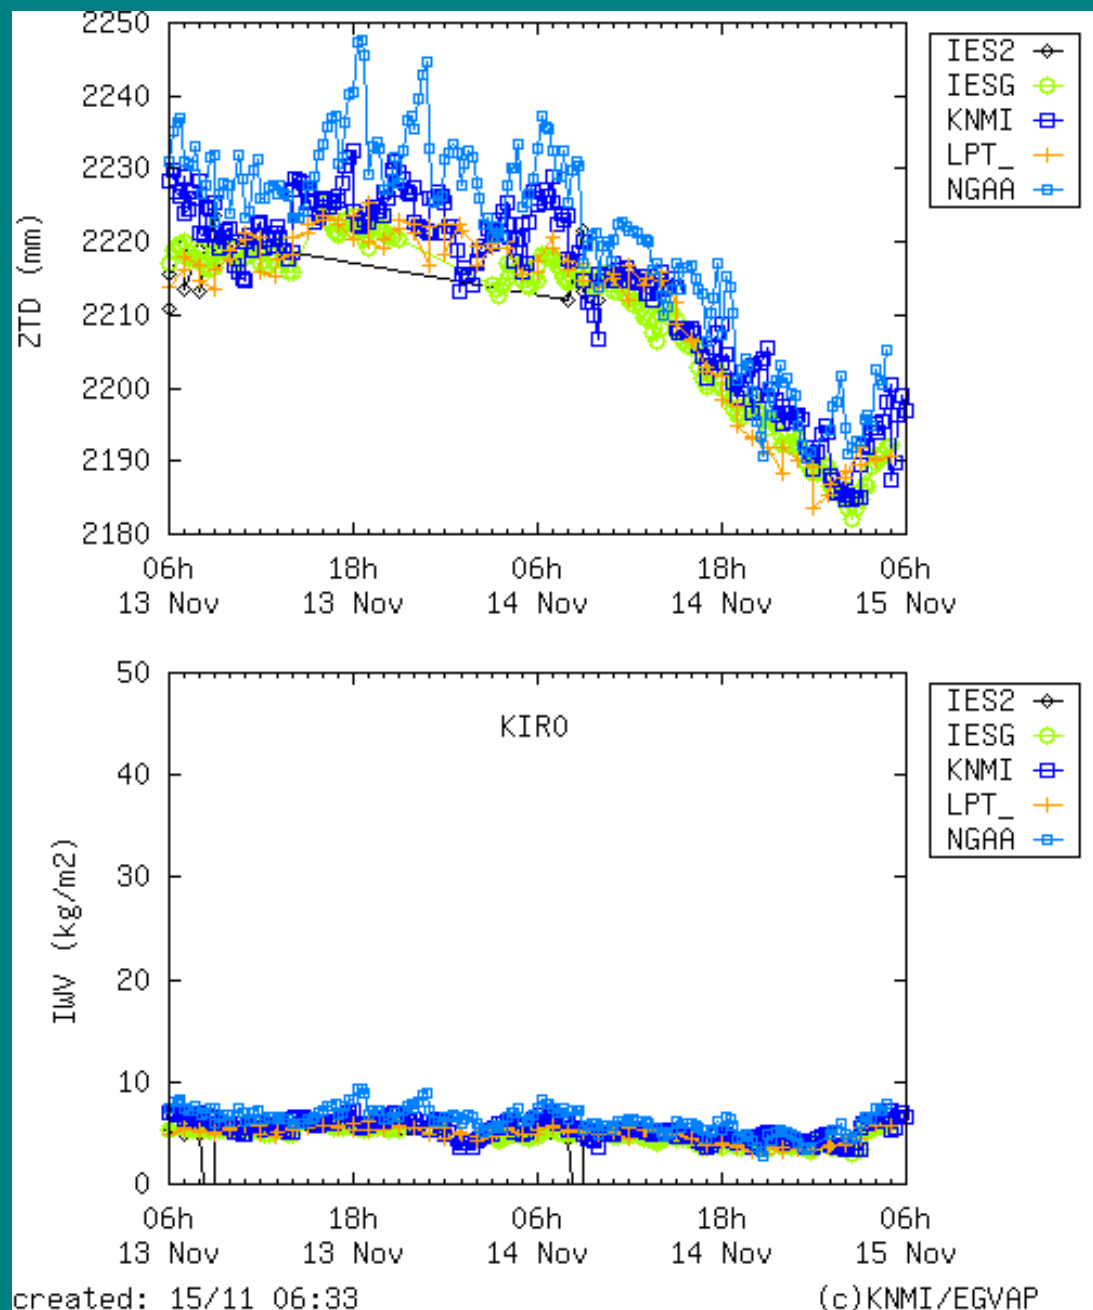 2250
2240
2230
2220
2210
2200
2190
2180
ZTD (mm)
06h 18h 06h 18h 06h
13 Nov 13 Nov 14 Nov 14 Nov 15 Nov
IES2
IESG
KNMI
LPT_
NGAA
50
40
30
20
10
0
IWV (kg/m2)
KIRO
06h 18h 06h 18h 06h
13 Nov 13 Nov 14 Nov 14 Nov 15 Nov
IES2
IESG
KNMI
LPT_
NGAA
created: 15/11 06:33 (c)KNMI/EGVAP